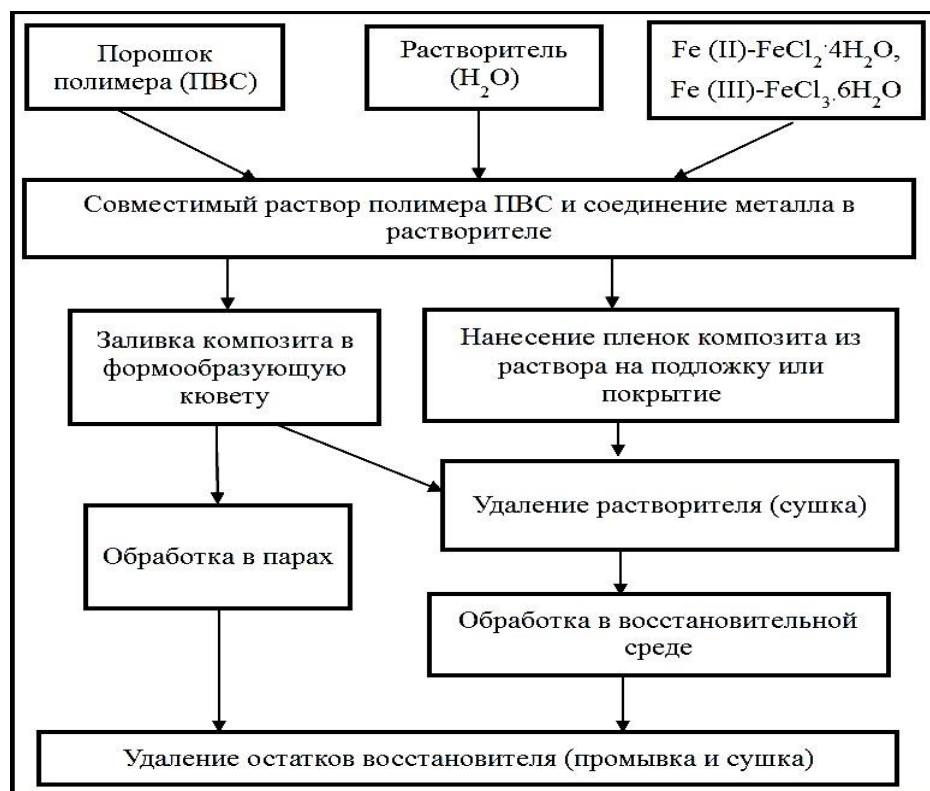 Порошок
полимера (ПВС)
Растворитель
(H₂O)
Fe (II)-FeCl₂·4H₂O,
Fe (III)-FeCl₃.6H₂O
Совместимый раствор полимера ПВС и соединение металла в
растворителе
Заливка композита в
формообразующую
кювету
Нанесение пленок композита из
раствора на подложку или
покрытие
Удаление растворителя (сушка)
Обработка в парах
Обработка в восстановительной
среде
Удаление остатков восстановителя (промывка и сушка)